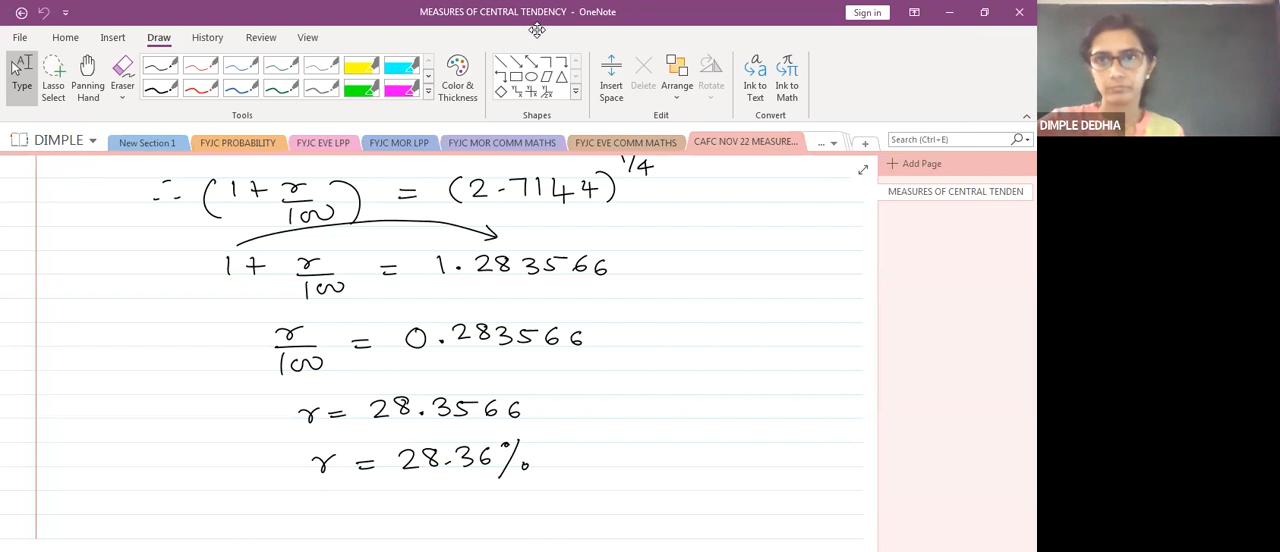 MEASURES OF CENTRAL TENDENCY - OneNote
Sign in
File Home Insert Draw History Review View
Type
Lasso Select
Panning Hand
Eraser
Color & Thickness
Insert Space
Delete
Arrange
Rotate
Ink to Text
Ink to Math
Tools Shapes Edit Convert
DIMPLE
New Section 1
FYJC PROBABILITY
FYJC EVE LPP
FYJC MOR LPP
FYJC MOR COMM MATHS
FYJC EVE COMM MATHS
CAFC NOV 22 MEASURE...
Search (Ctrl+E)
DIMPLE DEDHIA
Add Page
MEASURES OF CENTRAL TENDEN
∴ (1 + r/100) = (2.7144)^1/4
1 + r/100 = 1.283566
r/100 = 0.283566
r = 28.3566
r = 28.36%